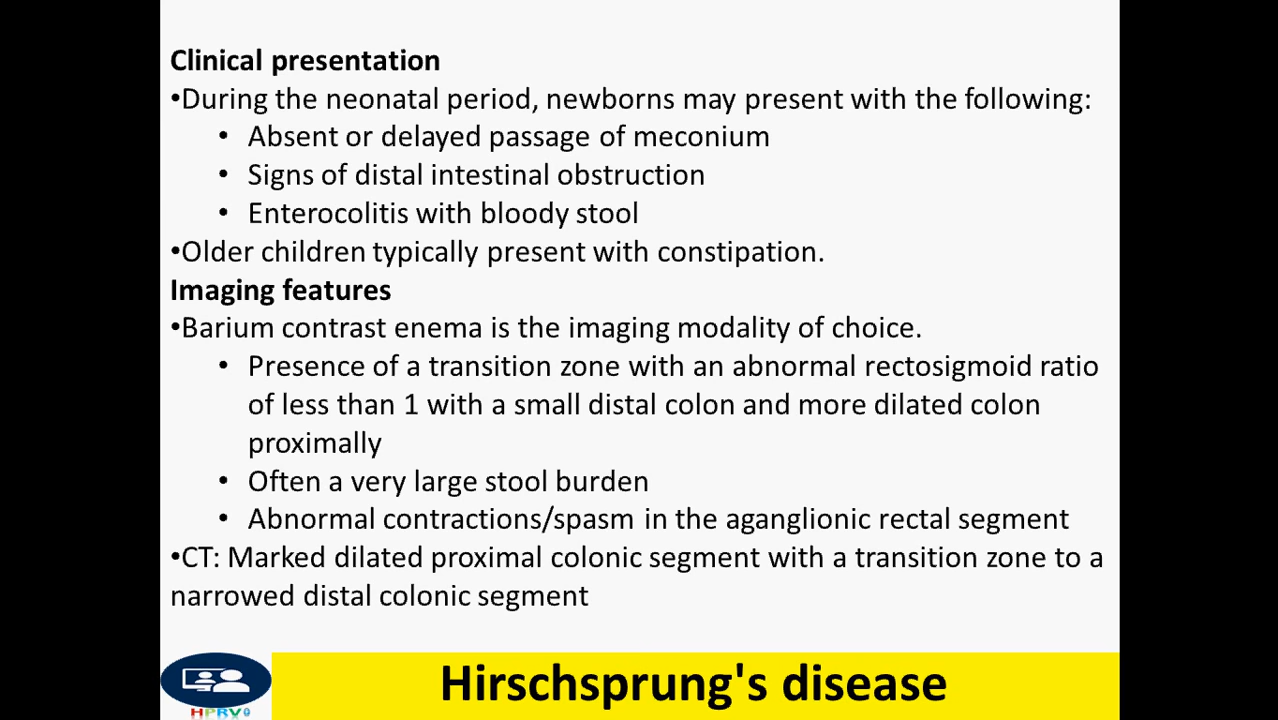 Clinical presentation
•During the neonatal period, newborns may present with the following:
• Absent or delayed passage of meconium
• Signs of distal intestinal obstruction
• Enterocolitis with bloody stool
•Older children typically present with constipation.
Imaging features
•Barium contrast enema is the imaging modality of choice.
• Presence of a transition zone with an abnormal rectosigmoid ratio
of less than 1 with a small distal colon and more dilated colon
proximally
• Often a very large stool burden
• Abnormal contractions/spasm in the aganglionic rectal segment
•CT: Marked dilated proximal colonic segment with a transition zone to a
narrowed distal colonic segment
Hirschsprung's disease